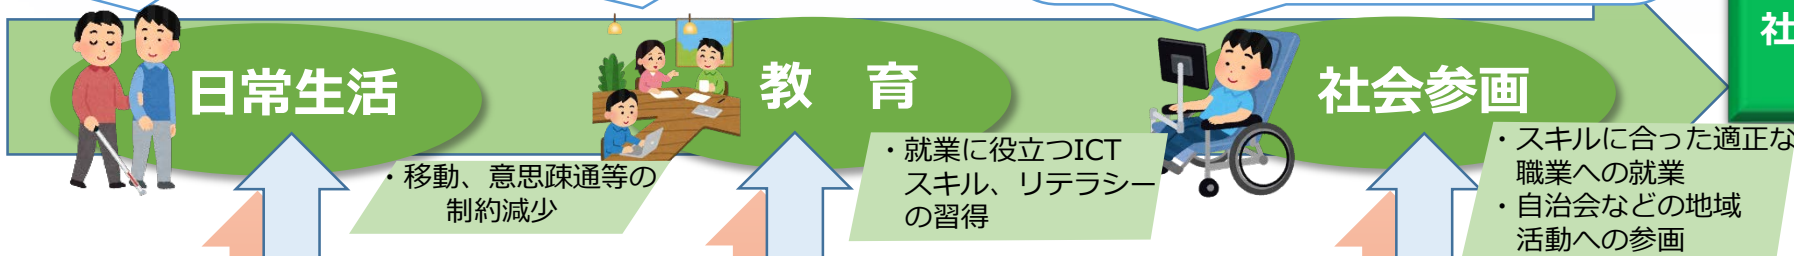 日常生活
・移動、意思疎通等の
制約減少
教　育
・就業に役立つICT
スキル、リテラシー
の習得
社会参画
・スキルに合った適正な
職業への就業
・自治会などの地域
活動への参画
社